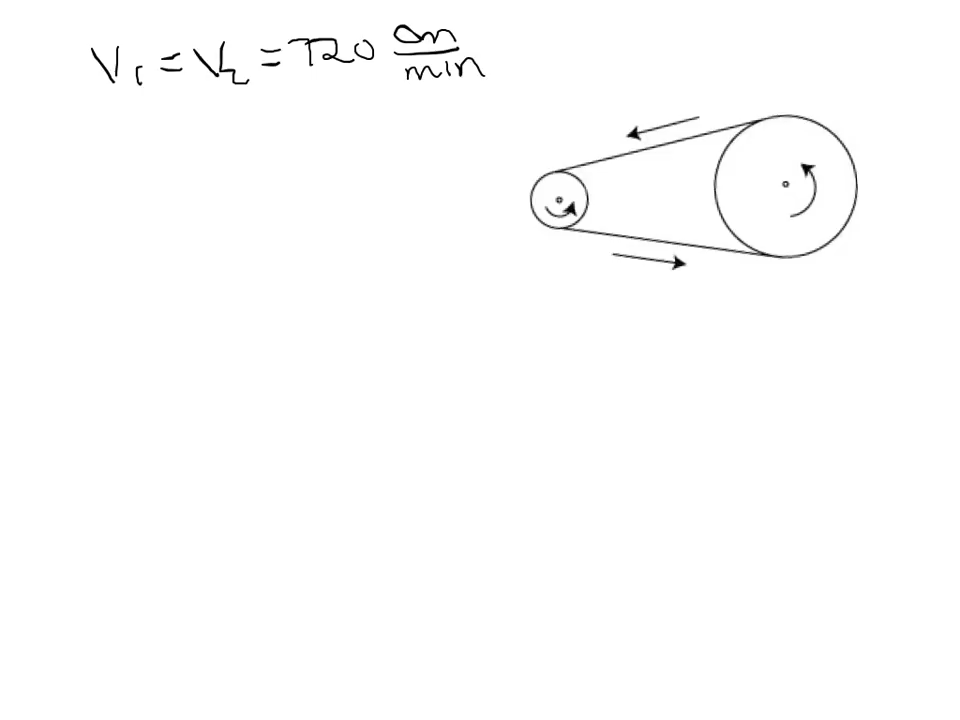 V₁ = V₂ = 720 cm/min